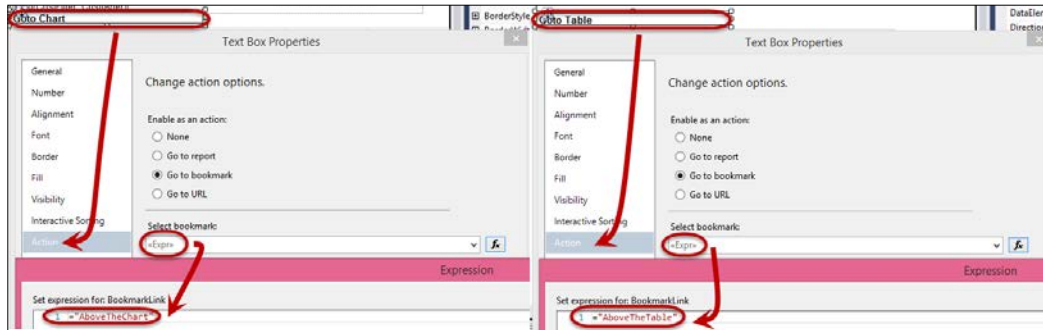 Goto Chart
BorderStyle
Text Box Properties
General
Number
Alignment
Font
Border
Fill
Visibility
Interactive Sorting
Action
Change action options.
Enable as an action:
None
Go to report
Go to bookmark
Go to URL
Select bookmark:
«Expr»
fx
Expression
Set expression for: BookmarkLink
1 ="AboveTheChart"
Goto Table
DataElem
Direction
Text Box Properties
General
Number
Alignment
Font
Border
Fill
Visibility
Interactive Sorting
Action
Change action options.
Enable as an action:
None
Go to report
Go to bookmark
Go to URL
Select bookmark:
«Expr»
fx
Expression
Set expression for: BookmarkLink
1 ="AboveTheTable"